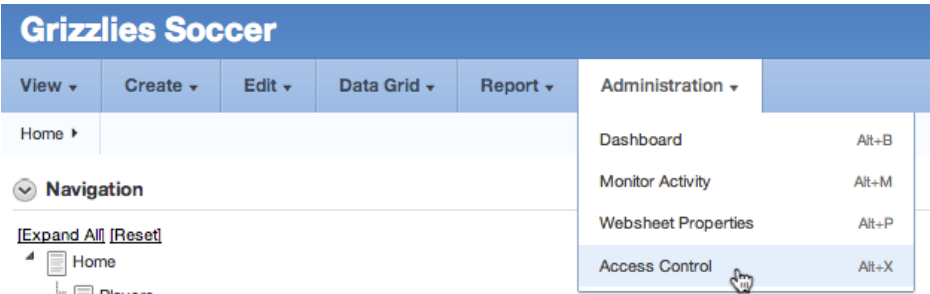 Grizzlies Soccer
View Create Edit Data Grid Report Administration
Home
Dashboard Alt+B
Monitor Activity Alt+M
Websheet Properties Alt+P
Access Control Alt+X
Navigation
[Expand All] [Reset]
Home
Players